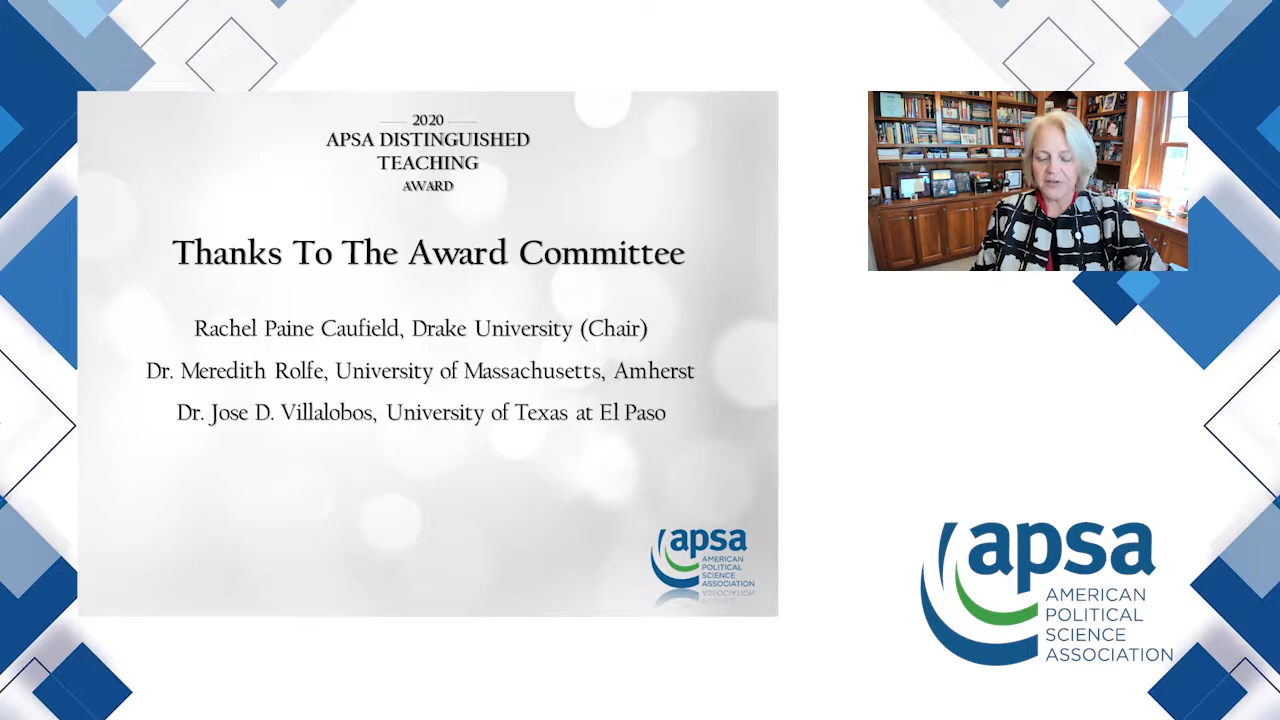 2020
APSA DISTINGUISHED
TEACHING
AWARD
Thanks To The Award Committee
Rachel Paine Caufield, Drake University (Chair)
Dr. Meredith Rolfe, University of Massachusetts, Amherst
Dr. Jose D. Villalobos, University of Texas at El Paso
apsa
AMERICAN
POLITICAL
SCIENCE
ASSOCIATION
apsa
AMERICAN
POLITICAL
SCIENCE
ASSOCIATION